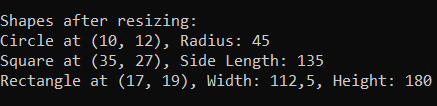 Shapes after resizing:
Circle at (10, 12), Radius: 45
Square at (35, 27), Side Length: 135
Rectangle at (17, 19), Width: 112,5, Height: 180